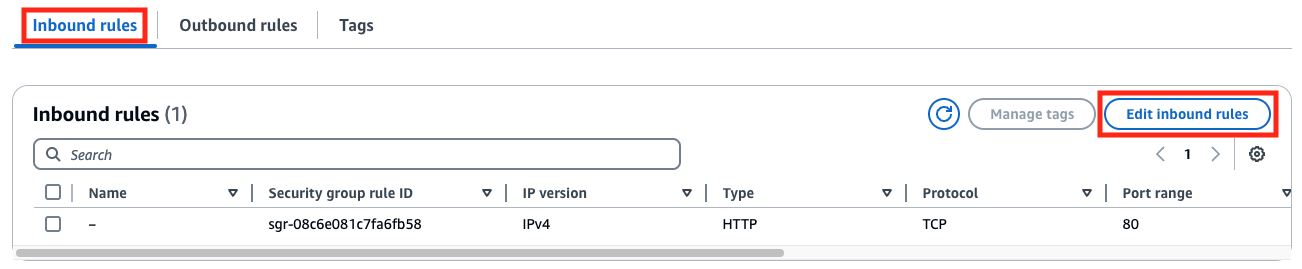 Inbound rules Outbound rules Tags
Inbound rules (1) Manage tags Edit inbound rules
Search 1
Name Security group rule ID IP version Type Protocol Port range
– sgr-08c6e081c7fa6fb58 IPv4 HTTP TCP 80